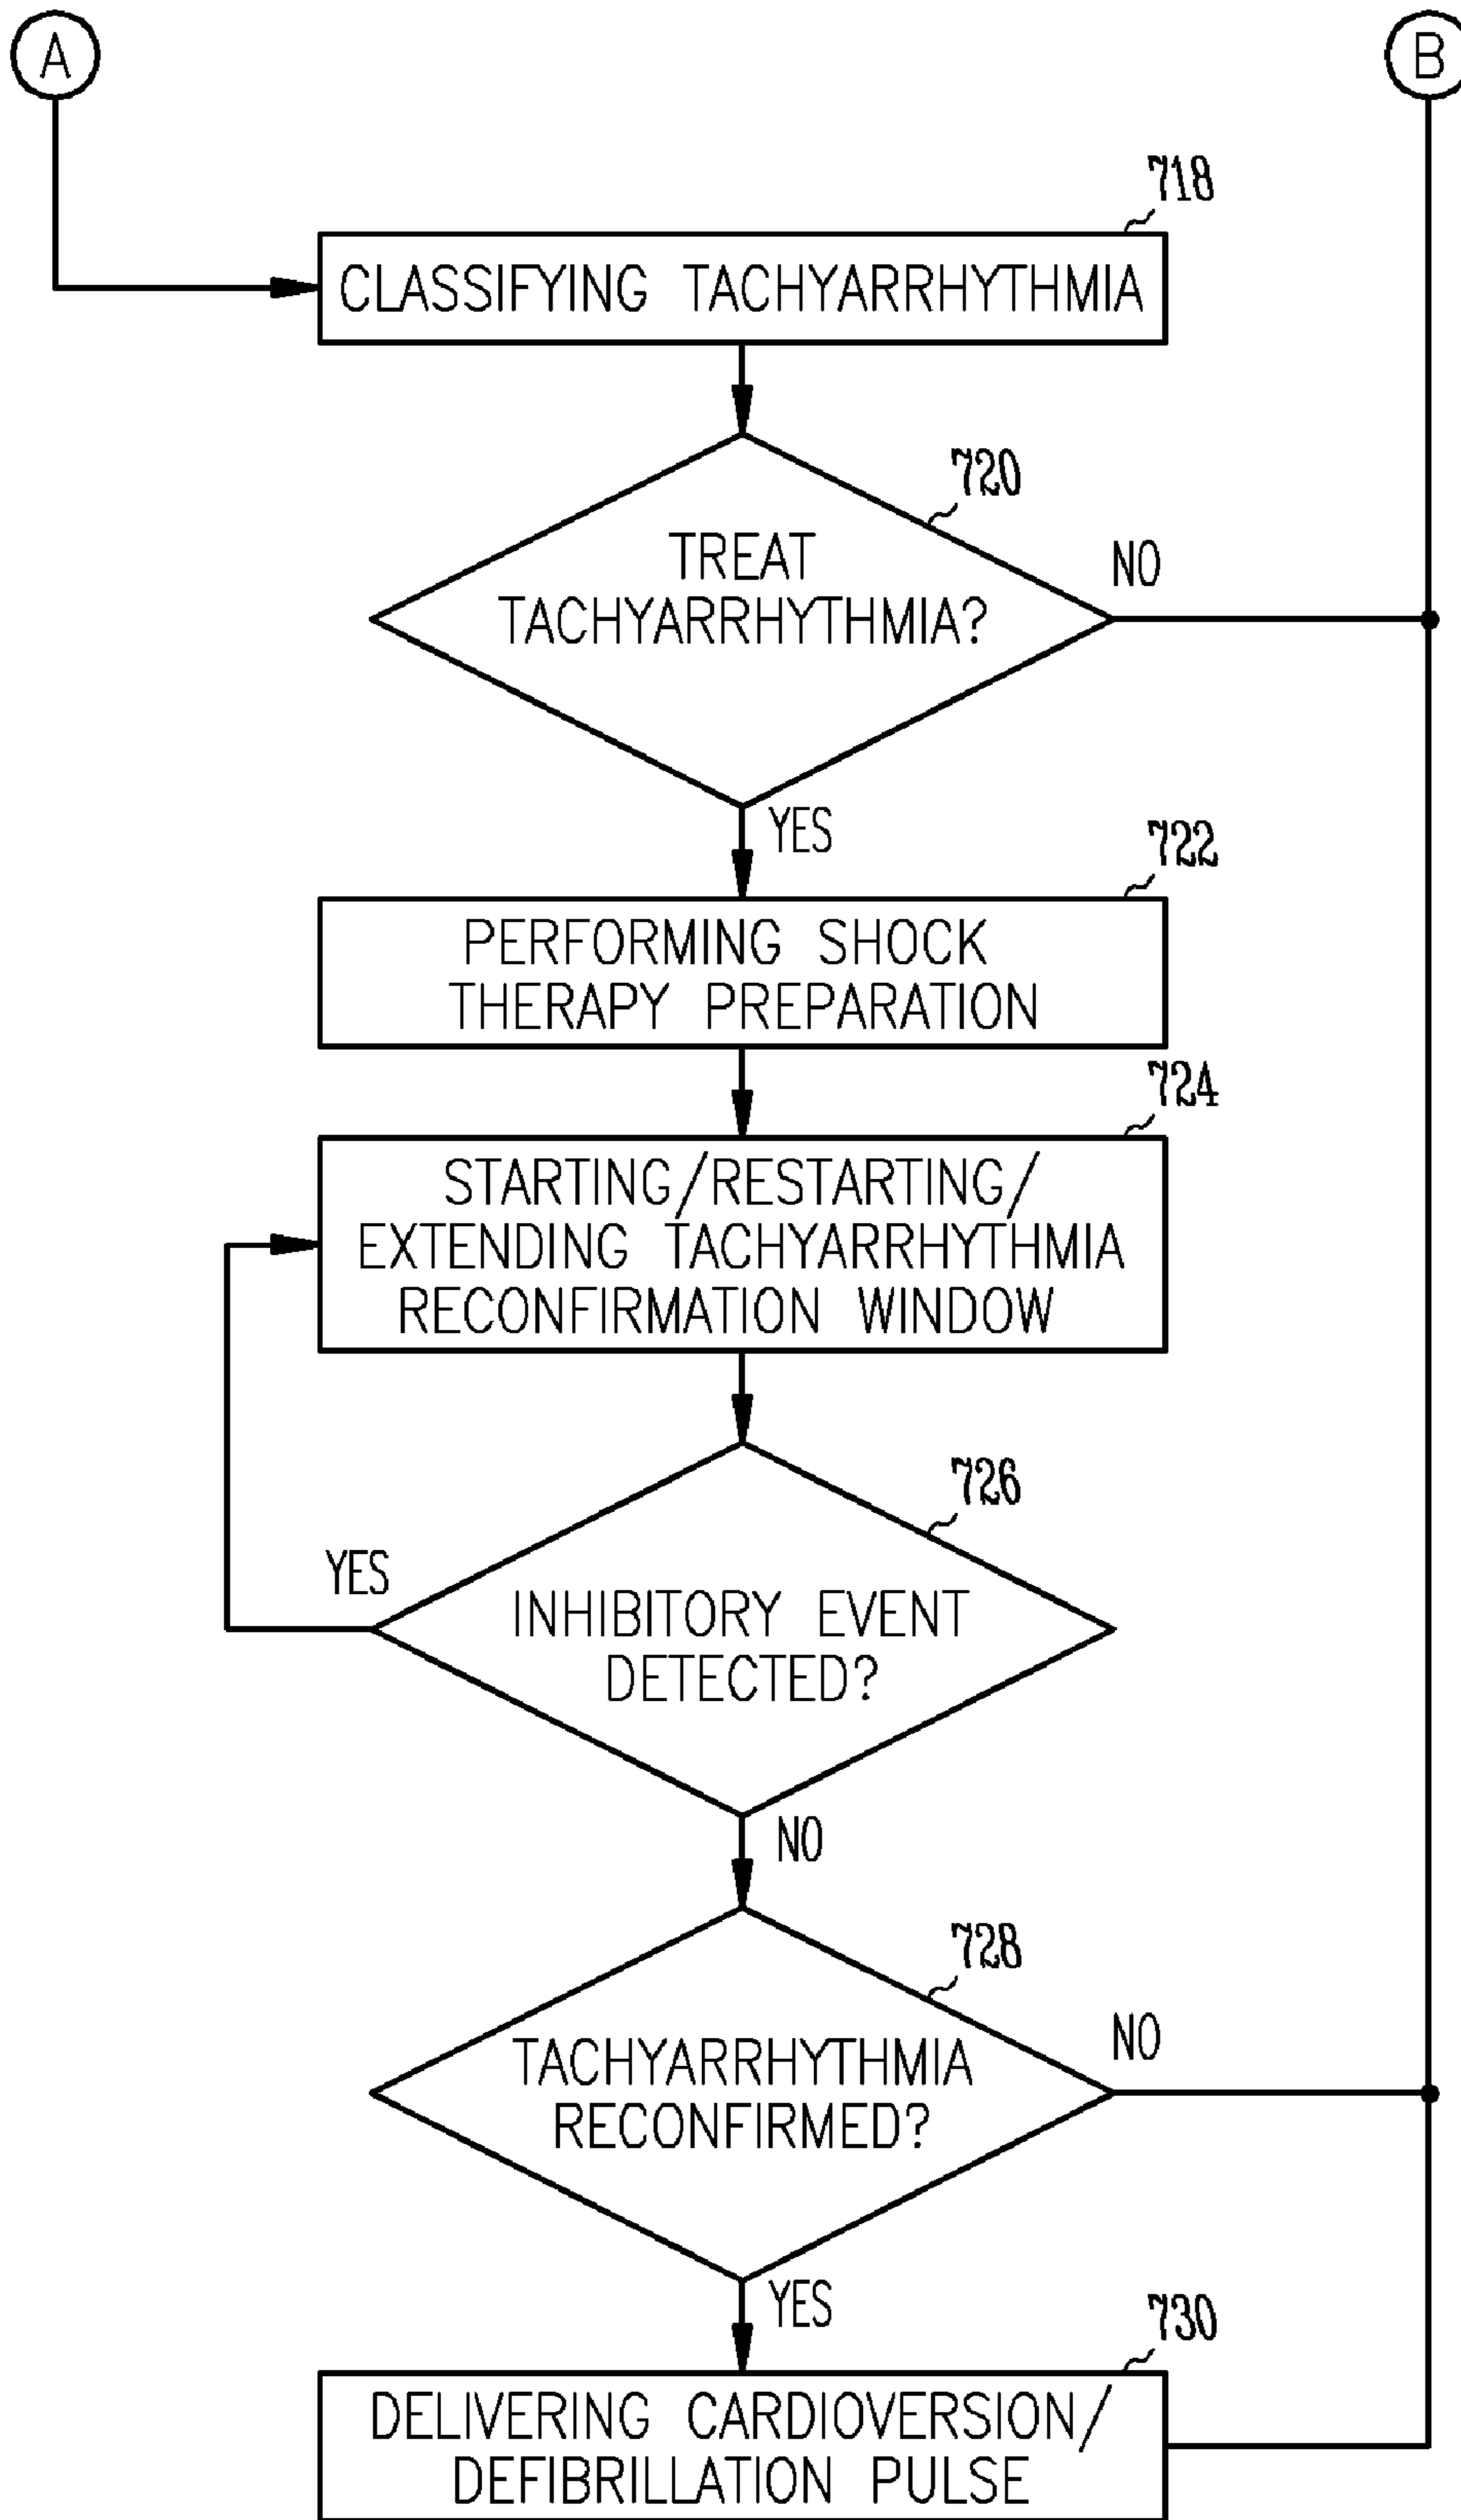 A
B
718
CLASSIFYING TACHYARRHYTHMIA
720
TREAT
TACHYARRHYTHMIA?
NO
YES
722
PERFORMING SHOCK
THERAPY PREPARATION
724
STARTING/RESTARTING/
EXTENDING TACHYARRHYTHMIA
RECONFIRMATION WINDOW
726
YES
INHIBITORY EVENT
DETECTED?
NO
728
TACHYARRHYTHMIA
RECONFIRMED?
NO
YES
730
DELIVERING CARDIOVERSION/
DEFIBRILLATION PULSE